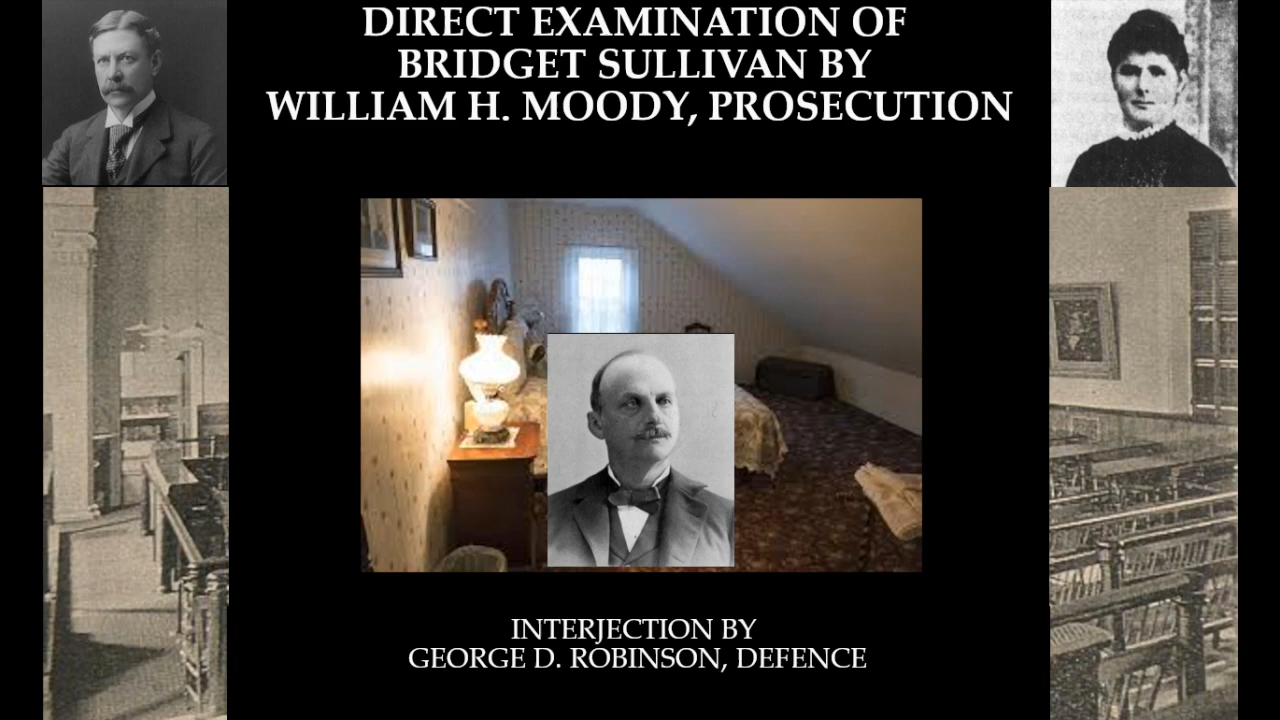 DIRECT EXAMINATION OF
BRIDGET SULLIVAN BY
WILLIAM H. MOODY, PROSECUTION
INTERJECTION BY
GEORGE D. ROBINSON, DEFENCE